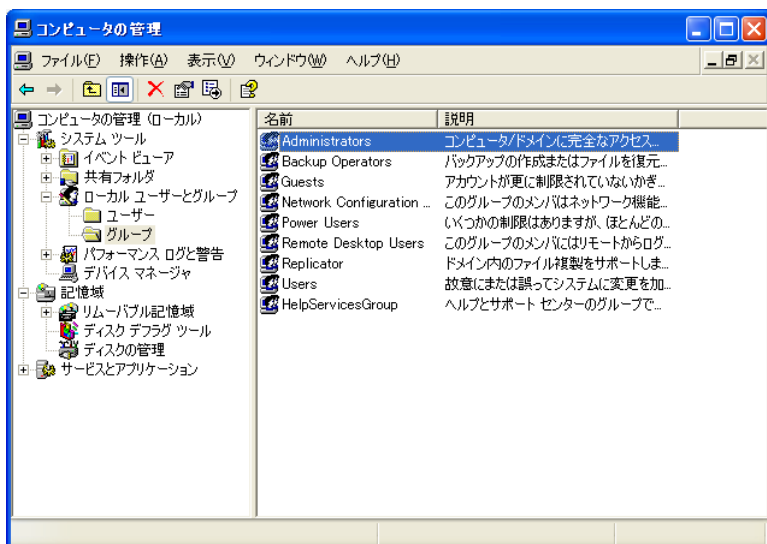 コンピュータの管理
ファイル(F) 操作(A) 表示(V) ウィンドウ(W) ヘルプ(H)
コンピュータの管理 (ローカル)
システム ツール
イベント ビューア
共有フォルダ
ローカル ユーザーとグループ
ユーザー
グループ
パフォーマンス ログと警告
デバイス マネージャ
記憶域
リムーバブル記憶域
ディスク デフラグ ツール
ディスクの管理
サービスとアプリケーション
名前 説明
Administrators コンピュータ/ドメインに完全なアクセス...
Backup Operators バックアップの作成またはファイルを復元...
Guests アカウントが更に制限されていないかぎ...
Network Configuration ... このグループのメンバはネットワーク機能...
Power Users いくつかの制限はありますが、ほとんどの...
Remote Desktop Users このグループのメンバにはリモートからログ...
Replicator ドメイン内のファイル複製をサポートしま...
Users 故意にまたは誤ってシステムに変更を加...
HelpServicesGroup ヘルプとサポート センターのグループで...